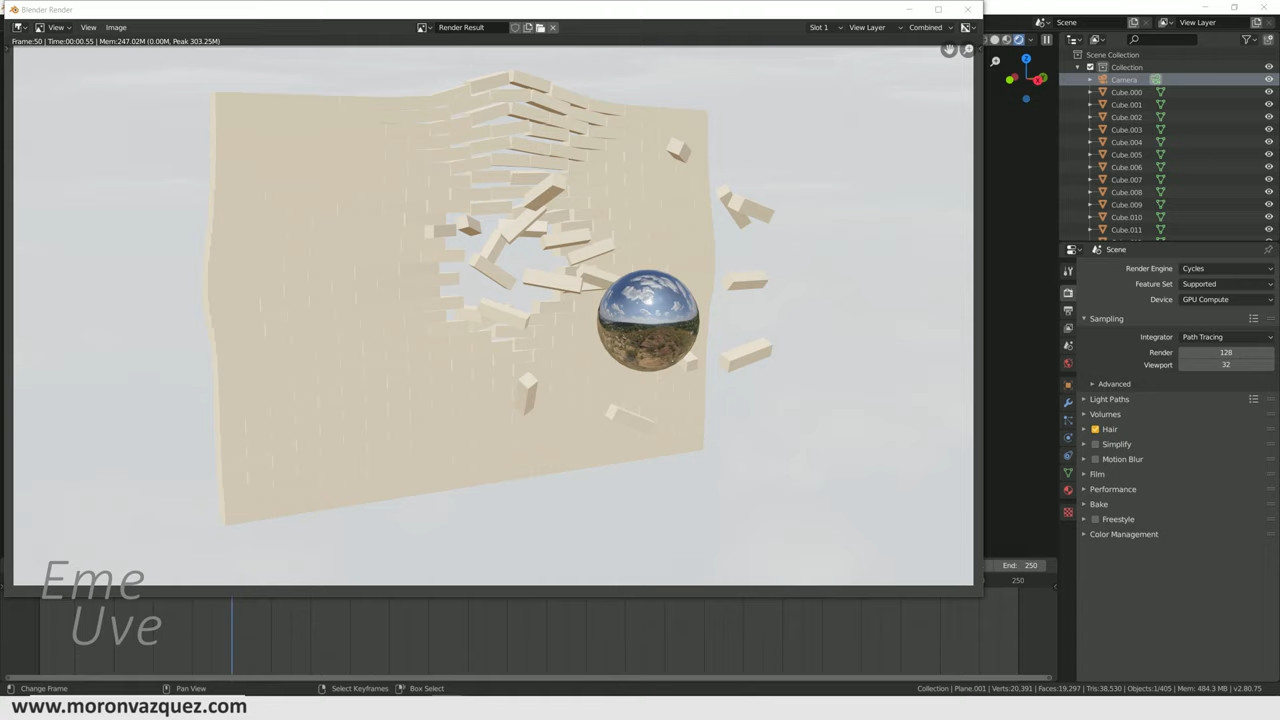 Blender Render
View
View
Image
Render Result
Slot 1
View Layer
Combined
Scene
View Layer
Frame:50 | Time:00:00.55 | Mem:247.02M (0.00M, Peak 303.25M)
Scene Collection
Collection
Camera
Cube.000
Cube.001
Cube.002
Cube.003
Cube.004
Cube.005
Cube.006
Cube.007
Cube.008
Cube.009
Cube.010
Cube.011
Scene
Render Engine
Cycles
Feature Set
Supported
Device
GPU Compute
Sampling
Integrator
Path Tracing
Render
128
Viewport
32
Advanced
Light Paths
Volumes
Hair
Simplify
Motion Blur
Film
Performance
Bake
Freestyle
Color Management
End: 250
250
Eme
Uve
Change Frame
Pan View
Select Keyframes
Box Select
Collection | Plane.001 | Verts:20,391 | Faces:19,297 | Tris:38,530 | Objects:1/405 | Mem: 484.3 MB | v2.80.75
www.moronvazquez.com